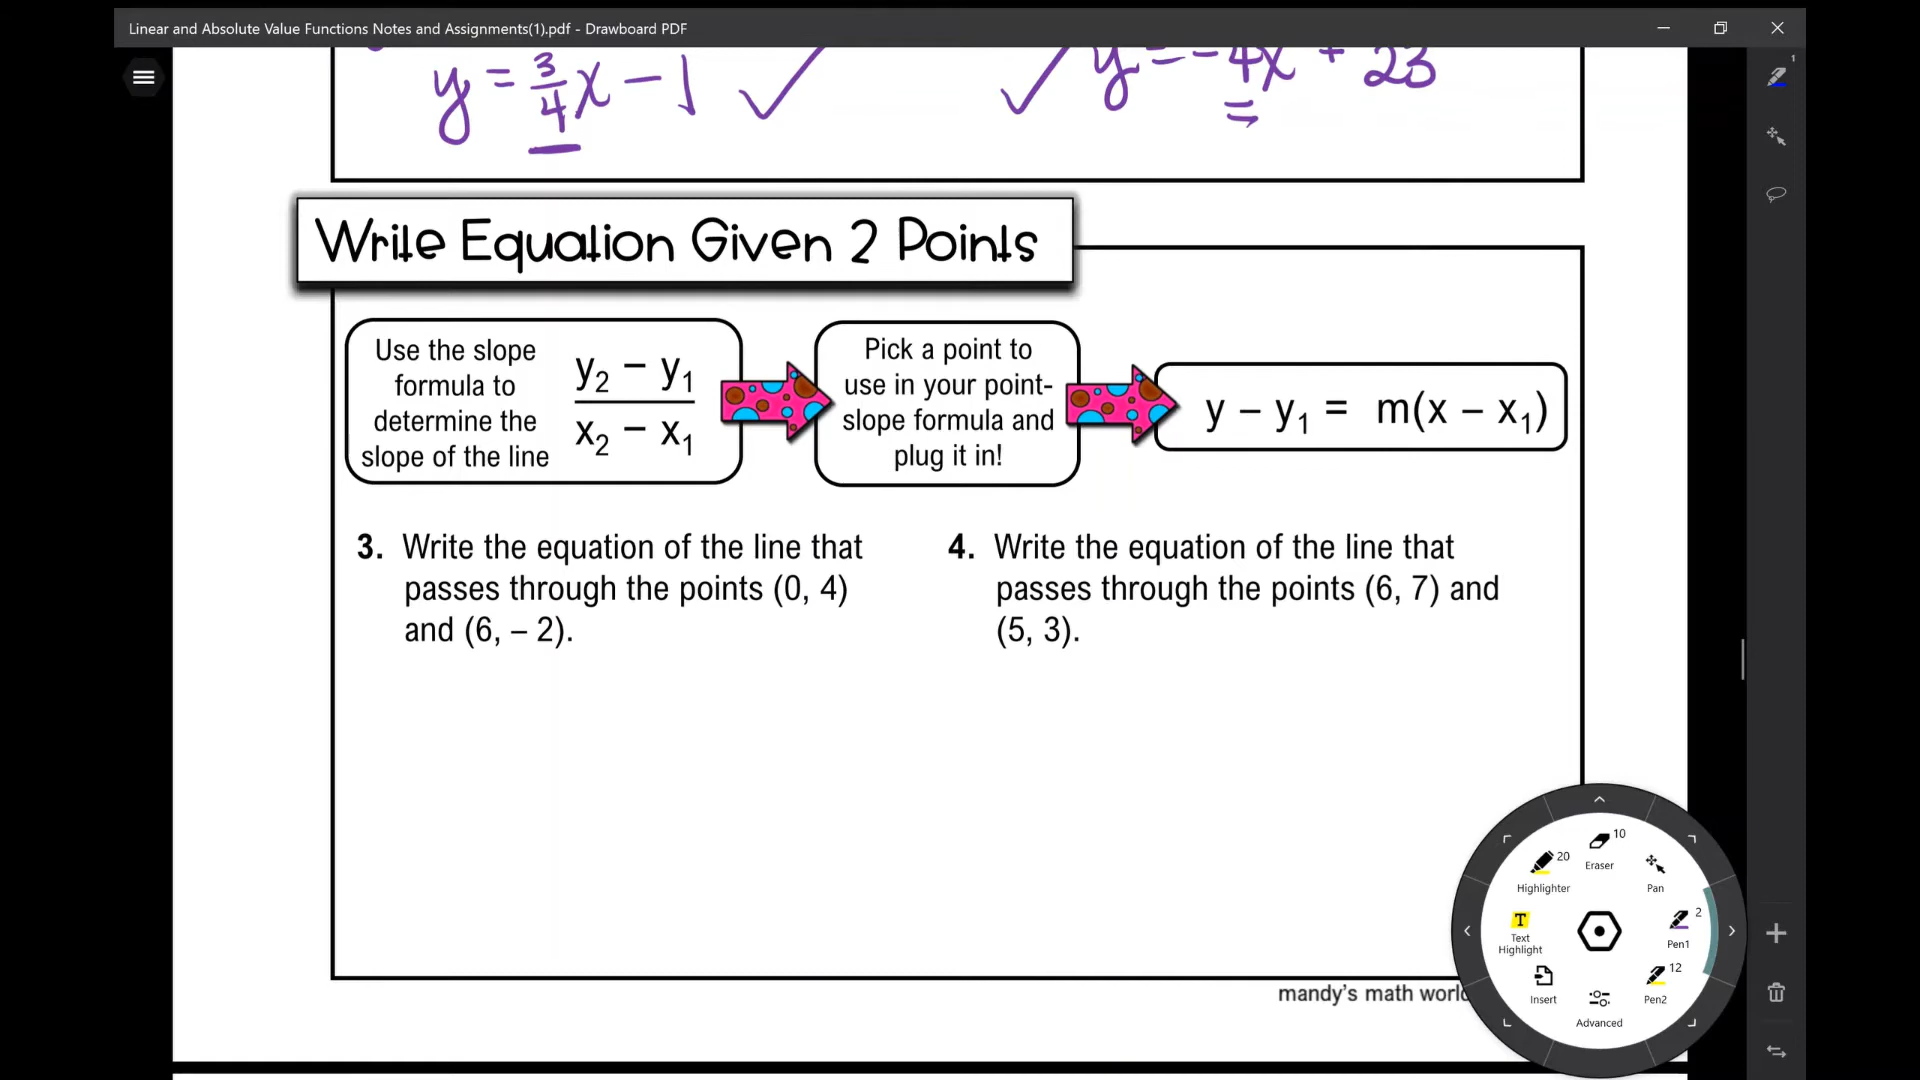 Linear and Absolute Value Functions Notes and Assignments(1).pdf - Drawboard PDF
1
y = 3/4 x - 1 ✓
✓ y = -4x + 23
Write Equation Given 2 Points
Use the slope
formula to
determine the
slope of the line
y₂ − y₁
x₂ − x₁
Pick a point to
use in your point-
slope formula and
plug it in!
y − y₁ = m(x − x₁)
3. Write the equation of the line that
passes through the points (0, 4)
and (6, – 2).
4. Write the equation of the line that
passes through the points (6, 7) and
(5, 3).
mandy's math worl
10
Eraser
20
Highlighter
Pan
T
Text
Highlight
2
Pen1
Insert
12
Pen2
Advanced